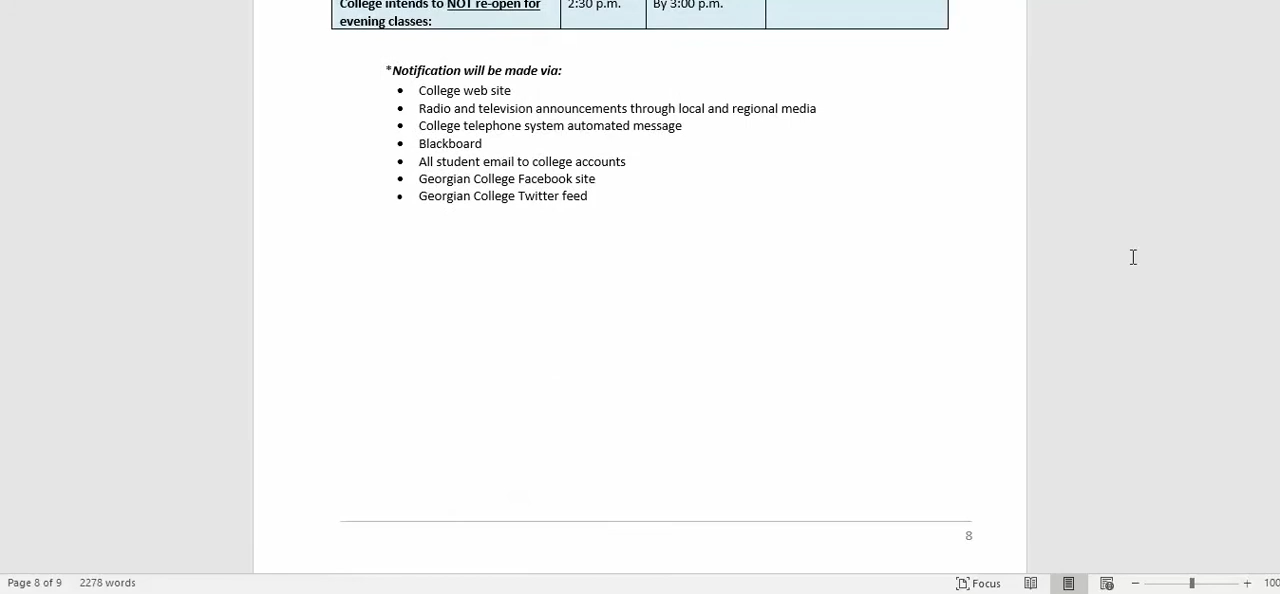 College intends to NOT re-open for 2:30 p.m. By 3:00 p.m.
evening classes:
*Notification will be made via:
• College web site
• Radio and television announcements through local and regional media
• College telephone system automated message
• Blackboard
• All student email to college accounts
• Georgian College Facebook site
• Georgian College Twitter feed
8
Page 8 of 9 2278 words Focus − + 100